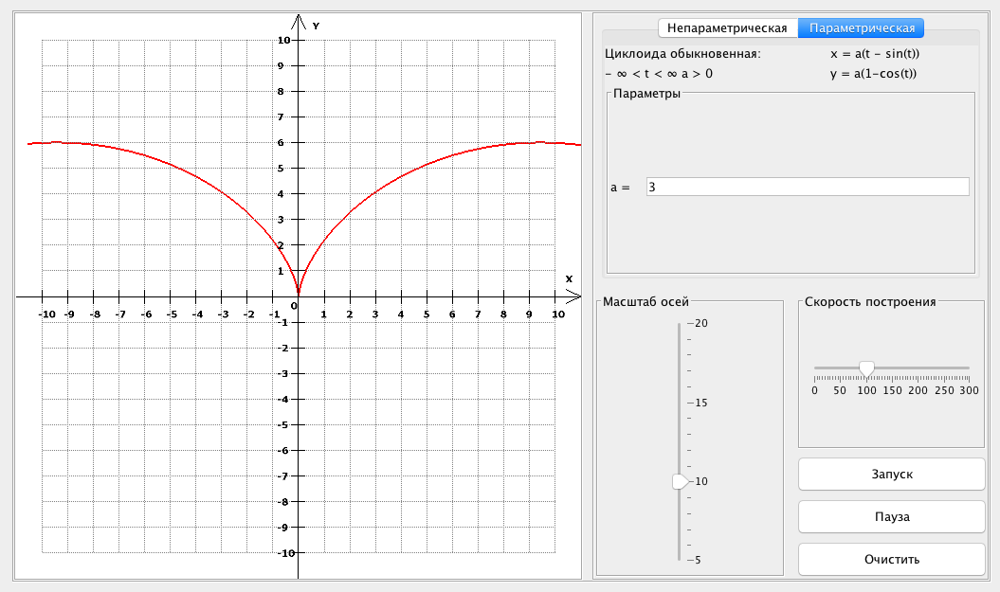 Y
10
9
8
7
6
5
4
3
2
1
X
-10 -9 -8 -7 -6 -5 -4 -3 -2 -1 0 1 2 3 4 5 6 7 8 9 10
-1
-2
-3
-4
-5
-6
-7
-8
-9
-10
Непараметрическая Параметрическая
Циклоида обыкновенная: x = a(t - sin(t))
- ∞ < t < ∞ a > 0 y = a(1-cos(t))
Параметры
a = 3
Масштаб осей
20
15
10
5
Скорость построения
0 50 100 150 200 250 300
Запуск
Пауза
Очистить